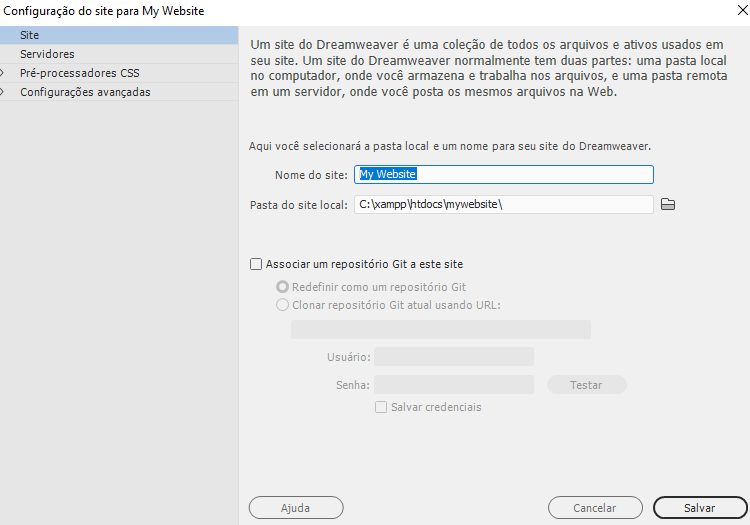 Configuração do site para My Website
Site
Servidores
Pré-processadores CSS
Configurações avançadas
Um site do Dreamweaver é uma coleção de todos os arquivos e ativos usados em
seu site. Um site do Dreamweaver normalmente tem duas partes: uma pasta local
no computador, onde você armazena e trabalha nos arquivos, e uma pasta remota
em um servidor, onde você posta os mesmos arquivos na Web.
Aqui você selecionará a pasta local e um nome para seu site do Dreamweaver.
Nome do site: My Website
Pasta do site local: C:\xampp\htdocs\mywebsite\
Associar um repositório Git a este site
Redefinir como um repositório Git
Clonar repositório Git atual usando URL:
Usuário:
Senha: Testar
Salvar credenciais
Ajuda Cancelar Salvar